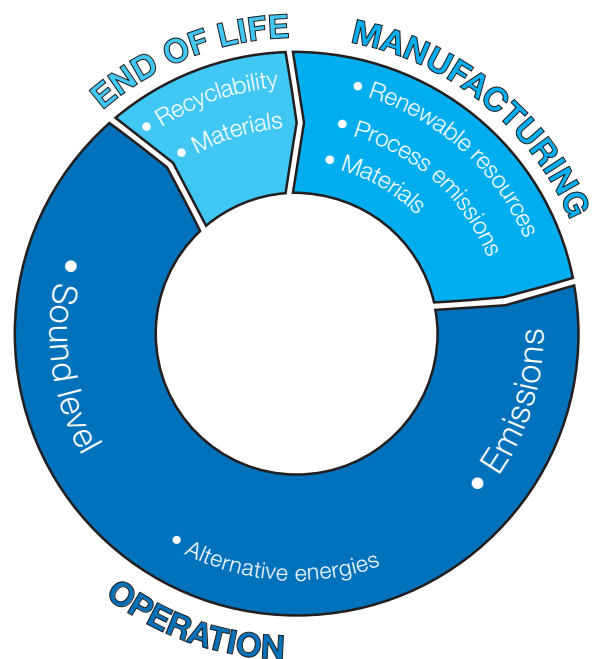 END OF LIFE
• Recyclability
• Materials
MANUFACTURING
• Renewable resources
• Process emissions
• Materials
OPERATION
• Sound level
• Alternative energies
• Emissions